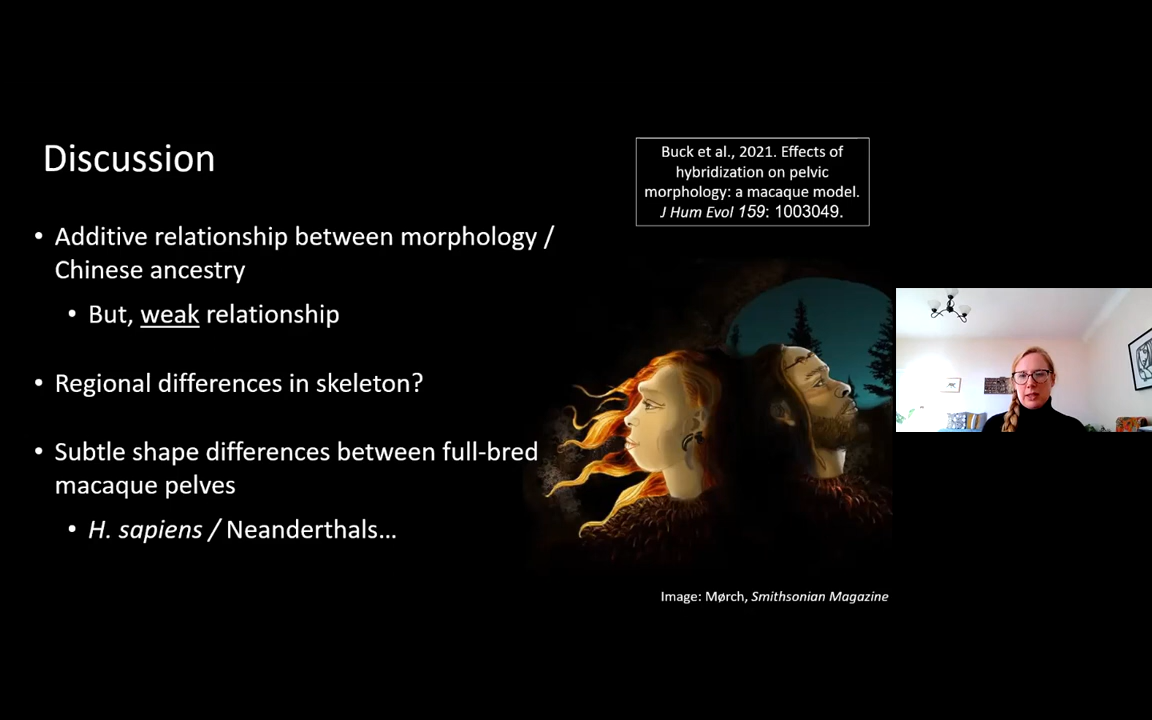 Discussion
• Additive relationship between morphology /
Chinese ancestry
• But, weak relationship
• Regional differences in skeleton?
• Subtle shape differences between full-bred
macaque pelves
• H. sapiens / Neanderthals...
Buck et al., 2021. Effects of
hybridization on pelvic
morphology: a macaque model.
J Hum Evol 159: 1003049.
Image: Mørch, Smithsonian Magazine